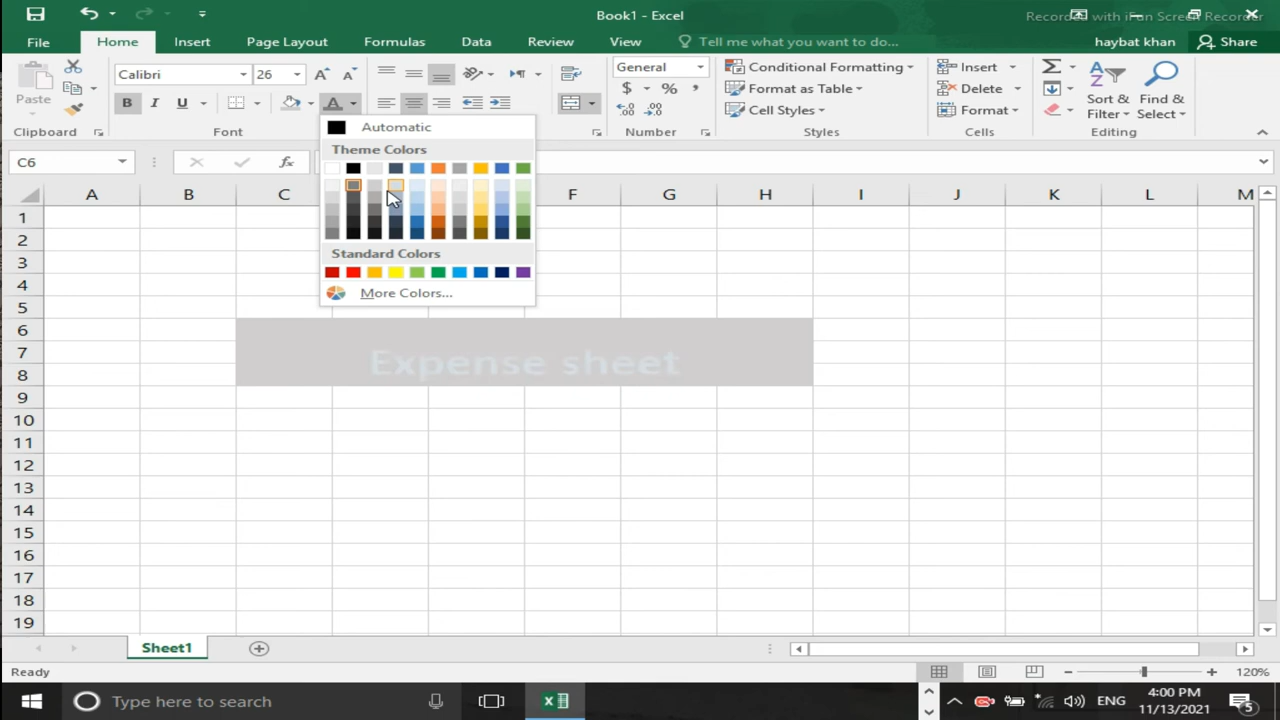 Book1 - Excel
Recorded with iFun Screen Recorder
File Home Insert Page Layout Formulas Data Review View Tell me what you want to do... haybat khan Share
Paste
Clipboard
Calibri 26
B I U A
Font
General
$ % ,
Number
Conditional Formatting
Format as Table
Cell Styles
Styles
Insert
Delete
Format
Cells
Sort & Filter
Find & Select
Editing
Automatic
Theme Colors
Standard Colors
More Colors...
C6
fx
A B C F G H I J K L M
1
2
3
4
5
6
7
Expense sheet
8
9
10
11
12
13
14
15
16
17
18
19
Sheet1
Ready
120%
Type here to search
ENG
4:00 PM
11/13/2021
5